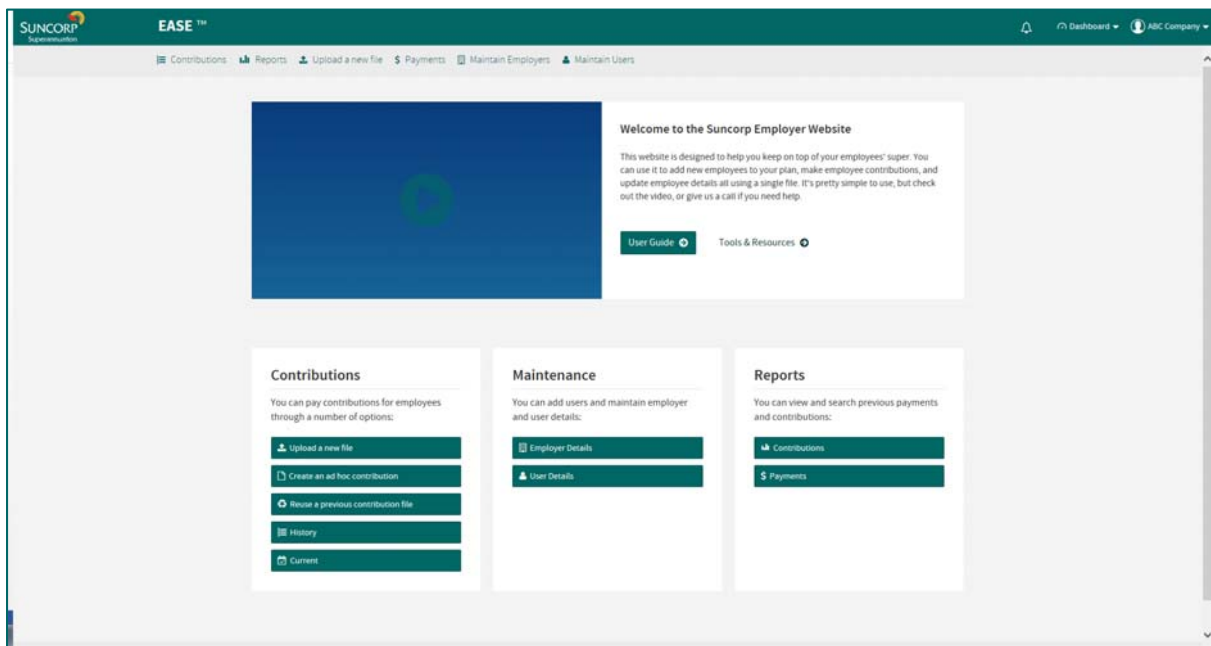 SUNCORP
Superannuation
EASE ™
Dashboard
ABC Company
Contributions Reports Upload a new file $ Payments Maintain Employers Maintain Users
Welcome to the Suncorp Employer Website
This website is designed to help you keep on top of your employees' super. You
can use it to add new employees to your plan, make employee contributions, and
update employee details all using a single file. It's pretty simple to use, but check
out the video, or give us a call if you need help.
User Guide
Tools & Resources
Contributions
You can pay contributions for employees
through a number of options:
Upload a new file
Create an ad hoc contribution
Reuse a previous contribution file
History
Current
Maintenance
You can add users and maintain employer
and user details:
Employer Details
User Details
Reports
You can view and search previous payments
and contributions:
Contributions
$ Payments